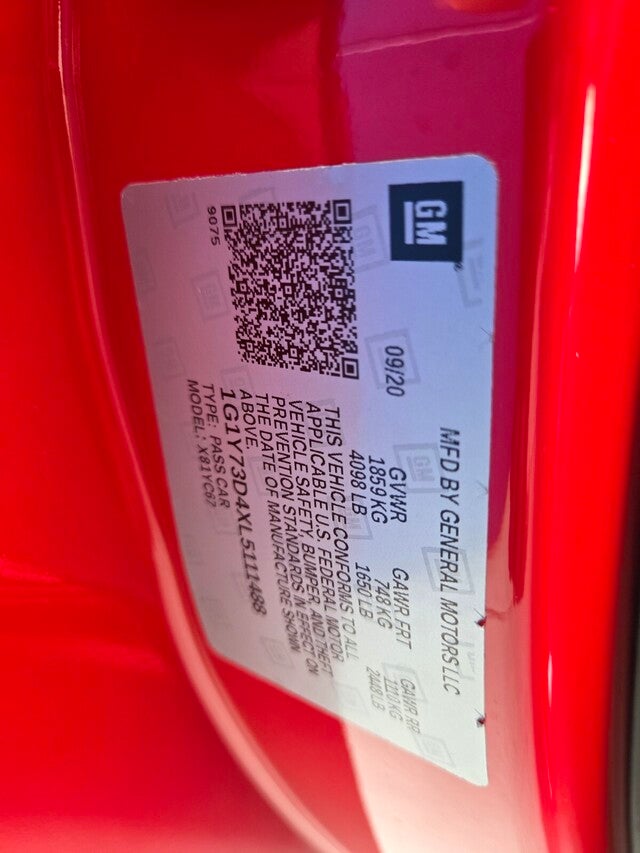 GM
MFD BY GENERAL MOTORS LLC
09/20
GVWR GAWR FRT GAWR RR
1859 KG 748 KG
4098 LB 1650 LB 2448 LB
THIS VEHICLE CONFORMS TO ALL
APPLICABLE U.S. FEDERAL MOTOR
VEHICLE SAFETY, BUMPER, AND THEFT
PREVENTION STANDARDS IN EFFECT ON
THE DATE OF MANUFACTURE SHOWN
ABOVE.
1G1Y73D4XL5111488
TYPE: PASS CAR
MODEL: X81YC67
9075